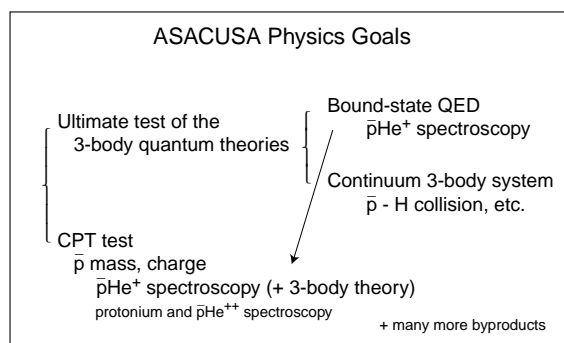 ASACUSA Physics Goals
Ultimate test of the
3-body quantum theories
Bound-state QED
p̄He⁺ spectroscopy
Continuum 3-body system
p̄ - H collision, etc.
CPT test
p̄ mass, charge
p̄He⁺ spectroscopy (+ 3-body theory)
protonium and p̄He⁺⁺ spectroscopy
+ many more byproducts